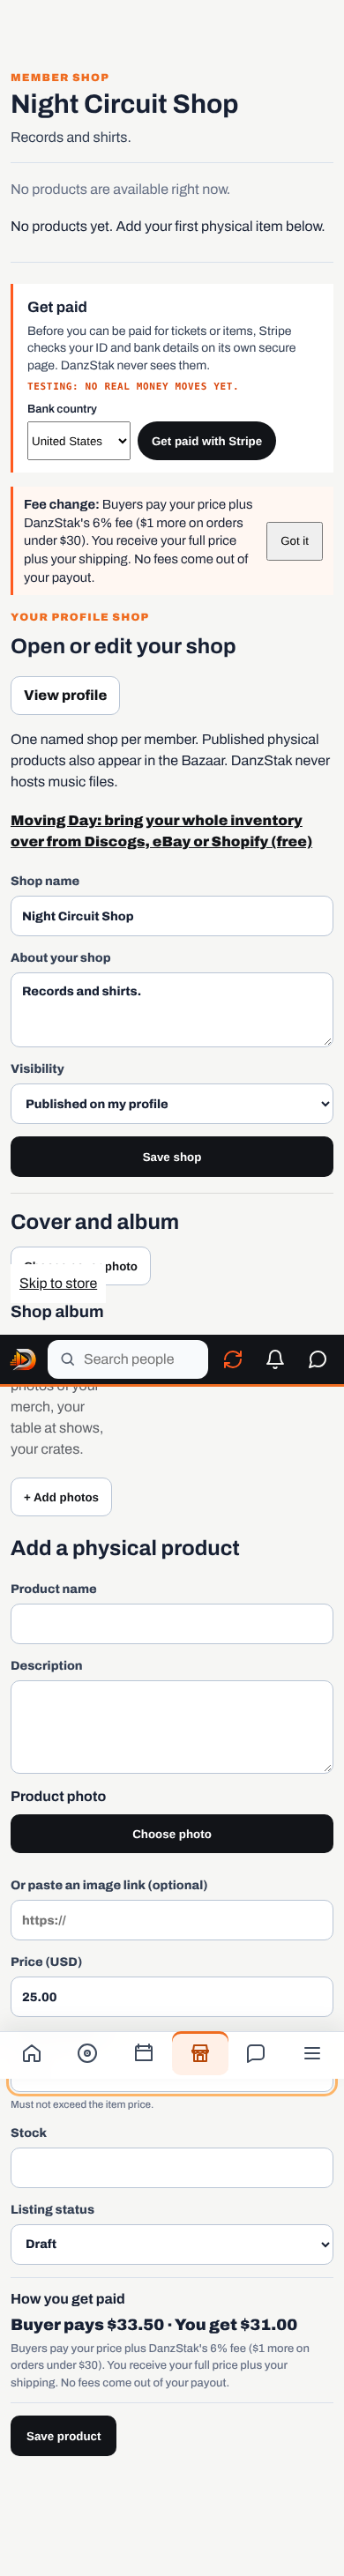 MEMBER SHOP
Night Circuit Shop
Records and shirts.
No products are available right now.
No products yet. Add your first physical item below.
Get paid
Before you can be paid for tickets or items, Stripe
checks your ID and bank details on its own secure
page. DanzStak never sees them.
TESTING: NO REAL MONEY MOVES YET.
Bank country
United States
Get paid with Stripe
Fee change: Buyers pay your price plus
DanzStak's 6% fee ($1 more on orders
under $30). You receive your full price
plus your shipping. No fees come out of
your payout.
Got it
YOUR PROFILE SHOP
Open or edit your shop
View profile
One named shop per member. Published physical
products also appear in the Bazaar. DanzStak never
hosts music files.
Moving Day: bring your whole inventory
over from Discogs, eBay or Shopify (free)
Shop name
Night Circuit Shop
About your shop
Records and shirts.
Visibility
Published on my profile
Save shop
Cover and album
photo
Skip to store
Shop album
Search people
photos of your
merch, your
table at shows,
your crates.
+ Add photos
Add a physical product
Product name
Description
Product photo
Choose photo
Or paste an image link (optional)
https://
Price (USD)
25.00
Must not exceed the item price.
Stock
Listing status
Draft
How you get paid
Buyer pays $33.50 · You get $31.00
Buyers pay your price plus DanzStak's 6% fee ($1 more on
orders under $30). You receive your full price plus your
shipping. No fees come out of your payout.
Save product